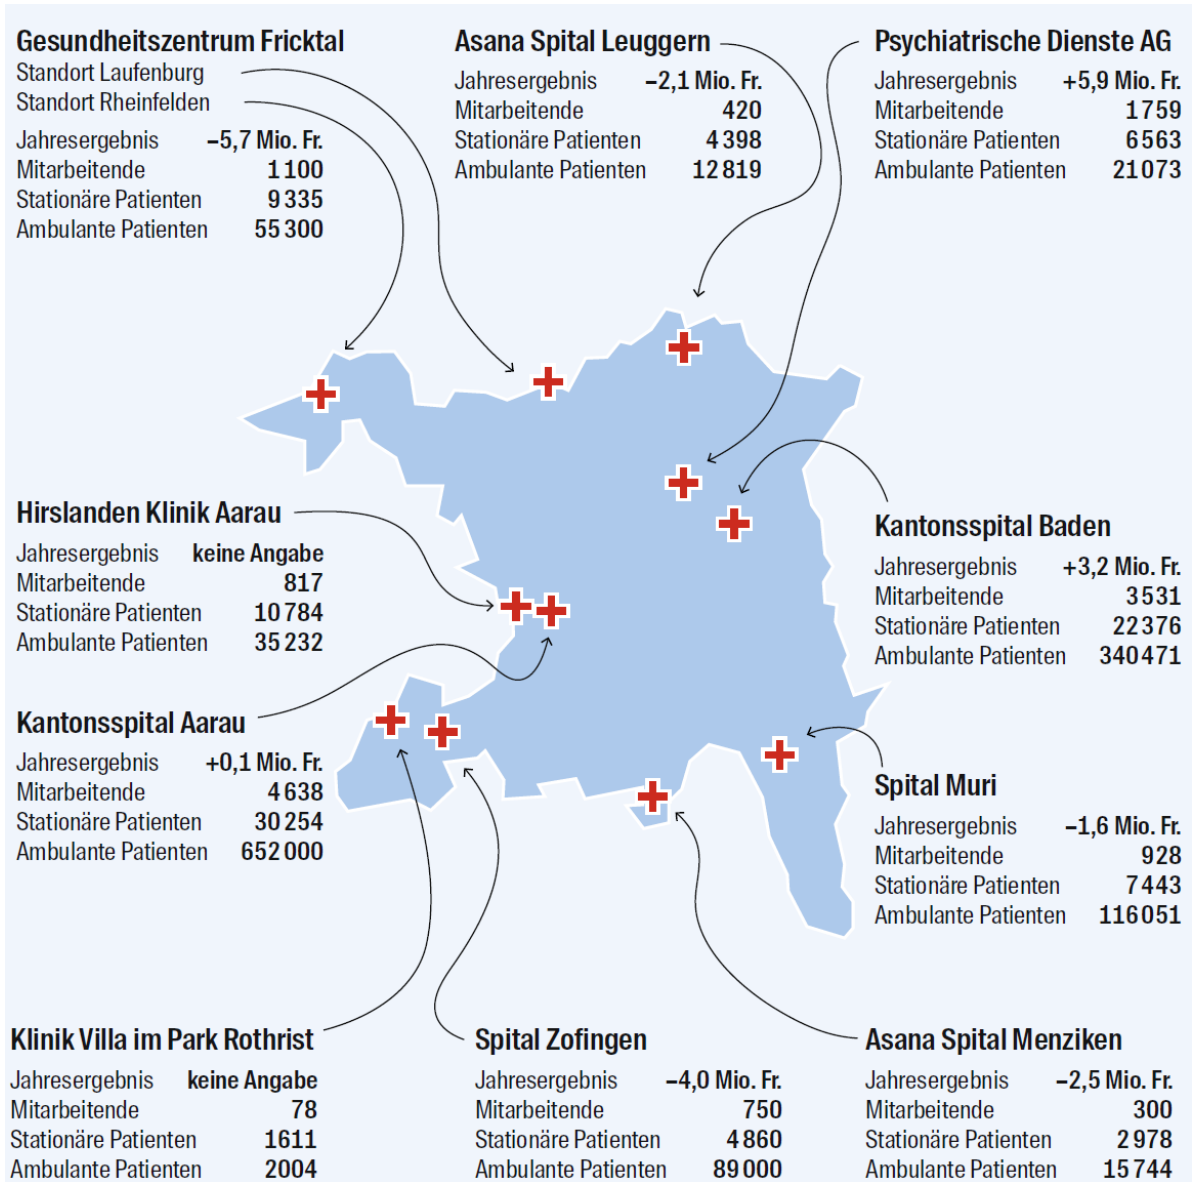 Gesundheitszentrum Fricktal
Standort Laufenburg
Standort Rheinfelden
Jahresergebnis −5,7 Mio. Fr.
Mitarbeitende 1100
Stationäre Patienten 9335
Ambulante Patienten 55300
Asana Spital Leuggern
Jahresergebnis −2,1 Mio. Fr.
Mitarbeitende 420
Stationäre Patienten 4398
Ambulante Patienten 12819
Psychiatrische Dienste AG
Jahresergebnis +5,9 Mio. Fr.
Mitarbeitende 1759
Stationäre Patienten 6563
Ambulante Patienten 21073
Hirslanden Klinik Aarau
Jahresergebnis keine Angabe
Mitarbeitende 817
Stationäre Patienten 10784
Ambulante Patienten 35232
Kantonsspital Baden
Jahresergebnis +3,2 Mio. Fr.
Mitarbeitende 3531
Stationäre Patienten 22376
Ambulante Patienten 340471
Kantonsspital Aarau
Jahresergebnis +0,1 Mio. Fr.
Mitarbeitende 4638
Stationäre Patienten 30254
Ambulante Patienten 652000
Spital Muri
Jahresergebnis −1,6 Mio. Fr.
Mitarbeitende 928
Stationäre Patienten 7443
Ambulante Patienten 116051
Klinik Villa im Park Rothrist
Jahresergebnis keine Angabe
Mitarbeitende 78
Stationäre Patienten 1611
Ambulante Patienten 2004
Spital Zofingen
Jahresergebnis −4,0 Mio. Fr.
Mitarbeitende 750
Stationäre Patienten 4860
Ambulante Patienten 89000
Asana Spital Menziken
Jahresergebnis −2,5 Mio. Fr.
Mitarbeitende 300
Stationäre Patienten 2978
Ambulante Patienten 15744